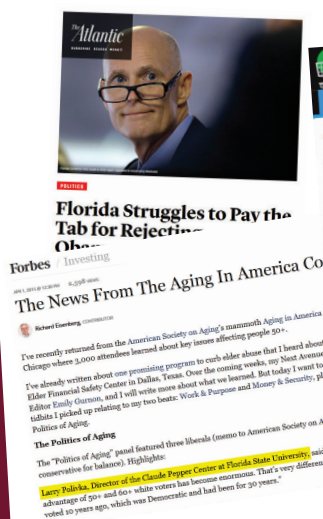 The
Atlantic
POLITICS
Florida Struggles to Pay the
Tab for Rejecting
Forbes / Investing
The News From The Aging In America Co
Richard Eisenberg, CONTRIBUTOR
I've recently returned from the American Society on Aging's mammoth Aging in America
Chicago where 3,000 attendees learned about key issues affecting people 50+.
I've already written about one promising program to curb elder abuse that I heard about
Elder Financial Safety Center in Dallas, Texas. Over the coming weeks, my Next Avenue
Editor Emily Gurnon, and I will write more about what we learned. But today I want to
tidbits I picked up relating to my two beats: Work & Purpose and Money & Security, pl
Politics of Aging.
The Politics of Aging
The "Politics of Aging" panel featured three liberals (memo to American Society on A
conservative for balance). Highlights:
Larry Polivka, Director of the Claude Pepper Center at Florida State University, said
advantage of 50+ and 60+ white voters has become enormous. That's very different
voted 10 years ago, which was Democratic and had been for 30 years."